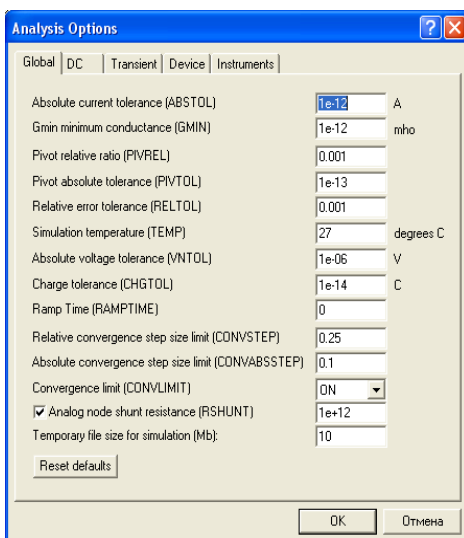 Analysis Options
Global DC Transient Device Instruments
Absolute current tolerance (ABSTOL) 1e-12 A
Gmin minimum conductance (GMIN) 1e-12 mho
Pivot relative ratio (PIVREL) 0.001
Pivot absolute tolerance (PIVTOL) 1e-13
Relative error tolerance (RELTOL) 0.001
Simulation temperature (TEMP) 27 degrees C
Absolute voltage tolerance (VNTOL) 1e-06 V
Charge tolerance (CHGTOL) 1e-14 C
Ramp Time (RAMPTIME) 0
Relative convergence step size limit (CONVSTEP) 0.25
Absolute convergence step size limit (CONVABSSTEP) 0.1
Convergence limit (CONVLIMIT) ON
Analog node shunt resistance (RSHUNT) 1e+12
Temporary file size for simulation (Mb): 10
Reset defaults
OK Отмена